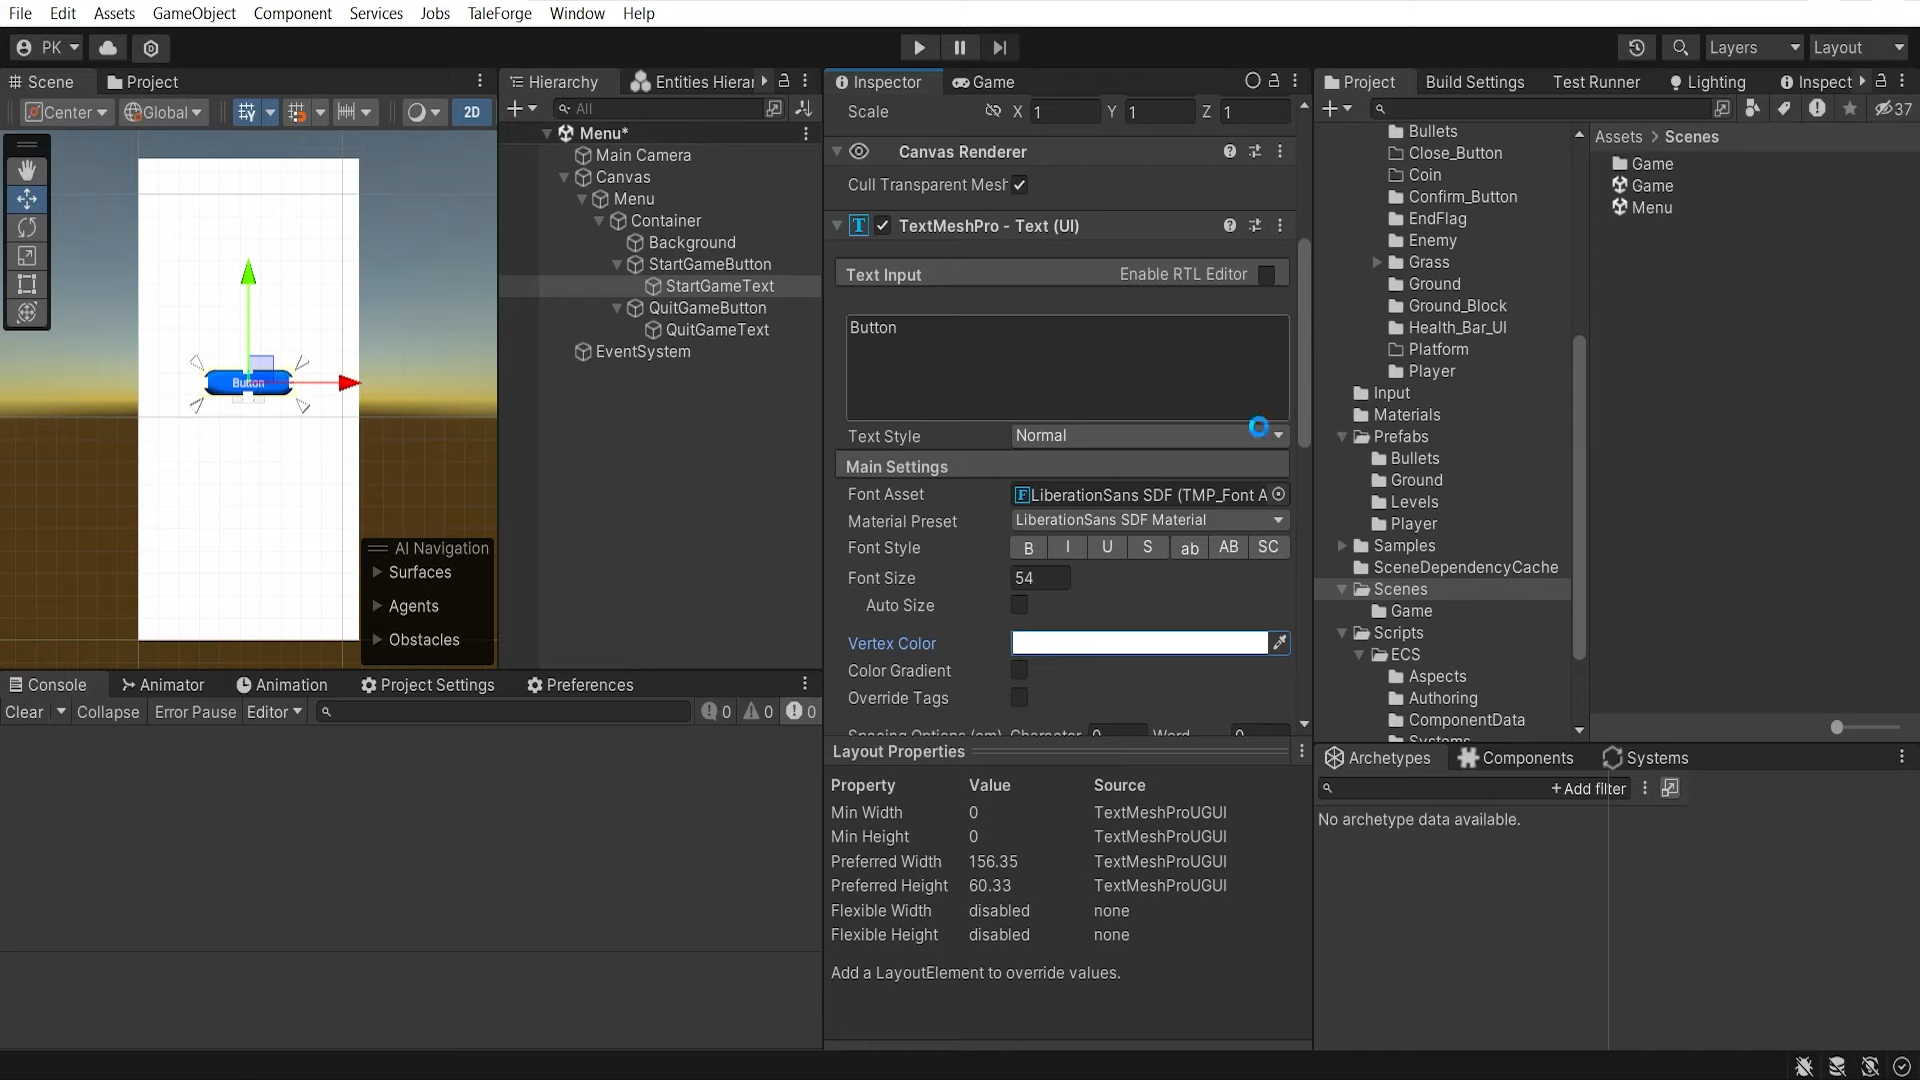 File Edit Assets GameObject Component Services Jobs TaleForge Window Help
PK Layers Layout
Scene Project
Center Global 2D
AI Navigation
Surfaces
Agents
Obstacles
Button
Hierarchy Entities Hierar
All
Menu*
Main Camera
Canvas
Menu
Container
Background
StartGameButton
StartGameText
QuitGameButton
QuitGameText
EventSystem
Inspector Game
Scale X 1 Y 1 Z 1
Canvas Renderer
Cull Transparent Mesh
TextMeshPro - Text (UI)
Text Input Enable RTL Editor
Button
Text Style Normal
Main Settings
Font Asset LiberationSans SDF (TMP_Font A
Material Preset LiberationSans SDF Material
Font Style B I U S ab AB SC
Font Size 54
Auto Size
Vertex Color
Color Gradient
Override Tags
Spacing Options (em) Character 0 Word 0
Layout Properties
Property Value Source
Min Width 0 TextMeshProUGUI
Min Height 0 TextMeshProUGUI
Preferred Width 156.35 TextMeshProUGUI
Preferred Height 60.33 TextMeshProUGUI
Flexible Width disabled none
Flexible Height disabled none
Add a LayoutElement to override values.
Project Build Settings Test Runner Lighting Inspect
37
Bullets
Close_Button
Coin
Confirm_Button
EndFlag
Enemy
Grass
Ground
Ground_Block
Health_Bar_UI
Platform
Player
Input
Materials
Prefabs
Bullets
Ground
Levels
Player
Samples
SceneDependencyCache
Scenes
Game
Scripts
ECS
Aspects
Authoring
ComponentData
Systems
Assets > Scenes
Game
Game
Menu
Archetypes Components Systems
+ Add filter
No archetype data available.
Console Animator Animation Project Settings Preferences
Clear Collapse Error Pause Editor 0 0 0